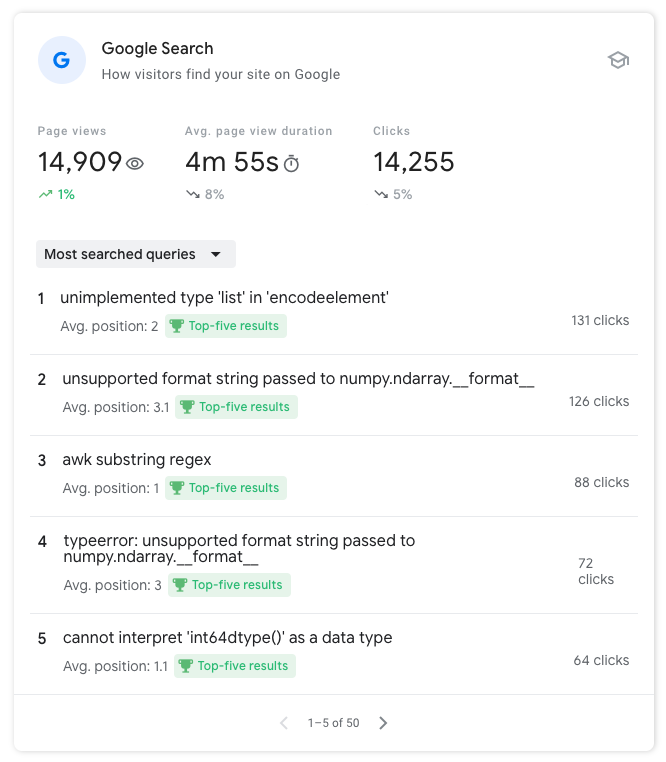 Google Search
How visitors find your site on Google
Page views
Avg. page view duration
Clicks
14,909
4m 55s
14,255
1%
8%
5%
Most searched queries
1
unimplemented type 'list' in 'encodeelement'
Avg. position: 2
Top-five results
131 clicks
2
unsupported format string passed to numpy.ndarray.__format__
Avg. position: 3.1
Top-five results
126 clicks
3
awk substring regex
Avg. position: 1
Top-five results
88 clicks
4
typeerror: unsupported format string passed to
numpy.ndarray.__format__
Avg. position: 3
Top-five results
72
clicks
5
cannot interpret 'int64dtype()' as a data type
Avg. position: 1.1
Top-five results
64 clicks
1–5 of 50